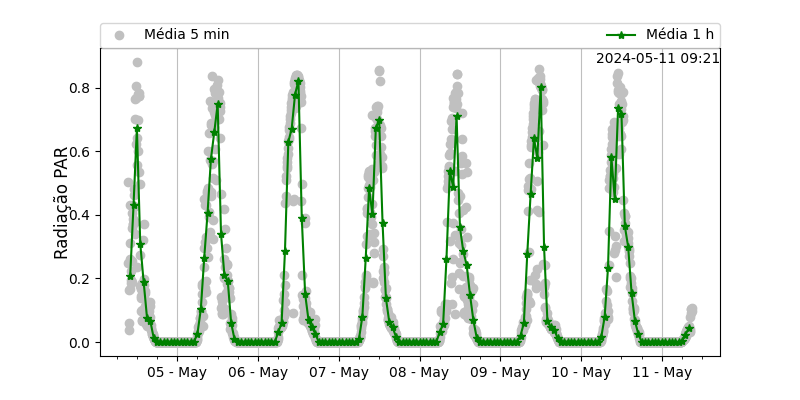 Média 5 min Média 1 h
2024-05-11 09:21
Radiação PAR
0.8
0.6
0.4
0.2
0.0
05 - May 06 - May 07 - May 08 - May 09 - May 10 - May 11 - May